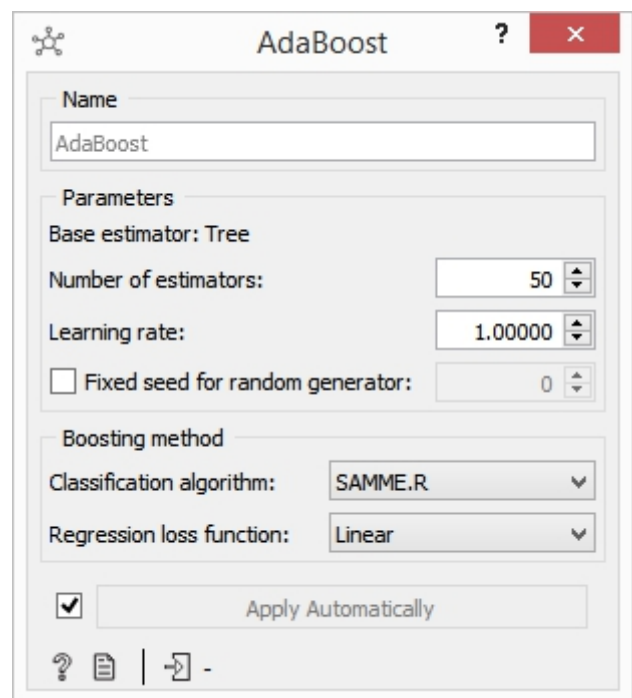 AdaBoost ?
Name
AdaBoost
Parameters
Base estimator: Tree
Number of estimators: 50
Learning rate: 1.00000
Fixed seed for random generator: 0
Boosting method
Classification algorithm: SAMME.R
Regression loss function: Linear
Apply Automatically
? | -